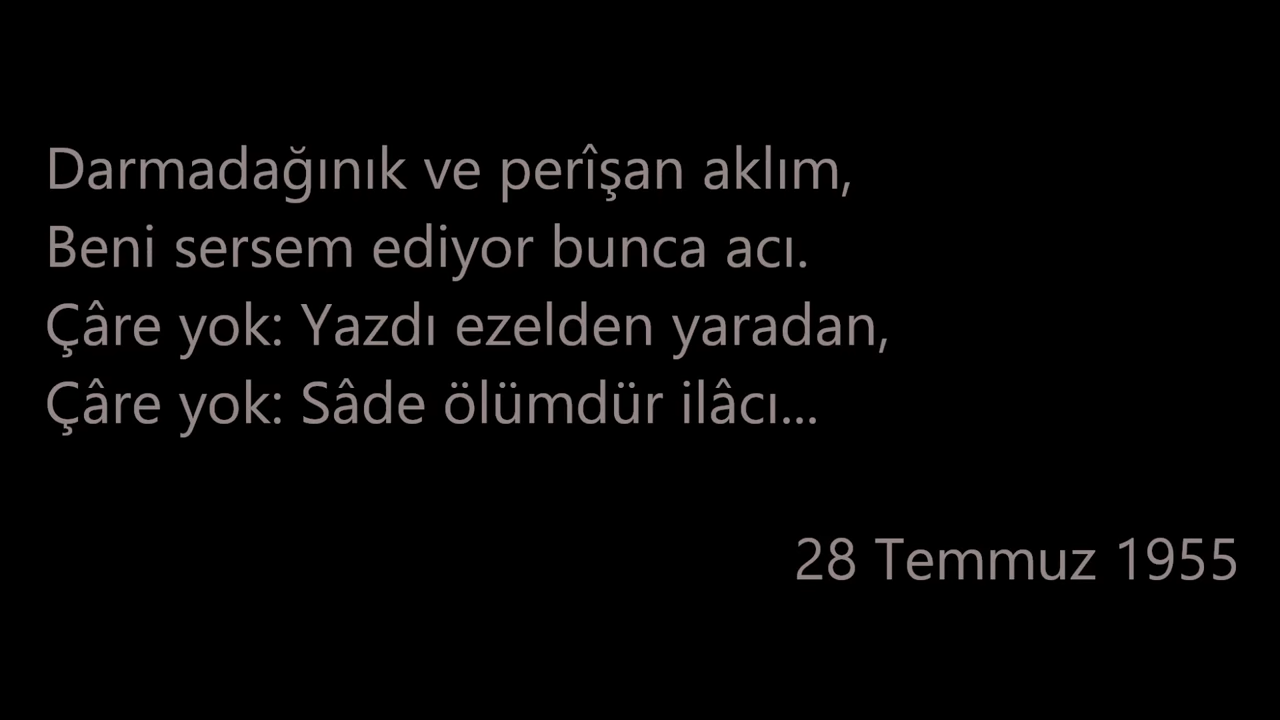 Darmadağınık ve perîşan aklım,
Beni sersem ediyor bunca acı.
Çâre yok: Yazdı ezelden yaradan,
Çâre yok: Sâde ölümdür ilâcı...
28 Temmuz 1955